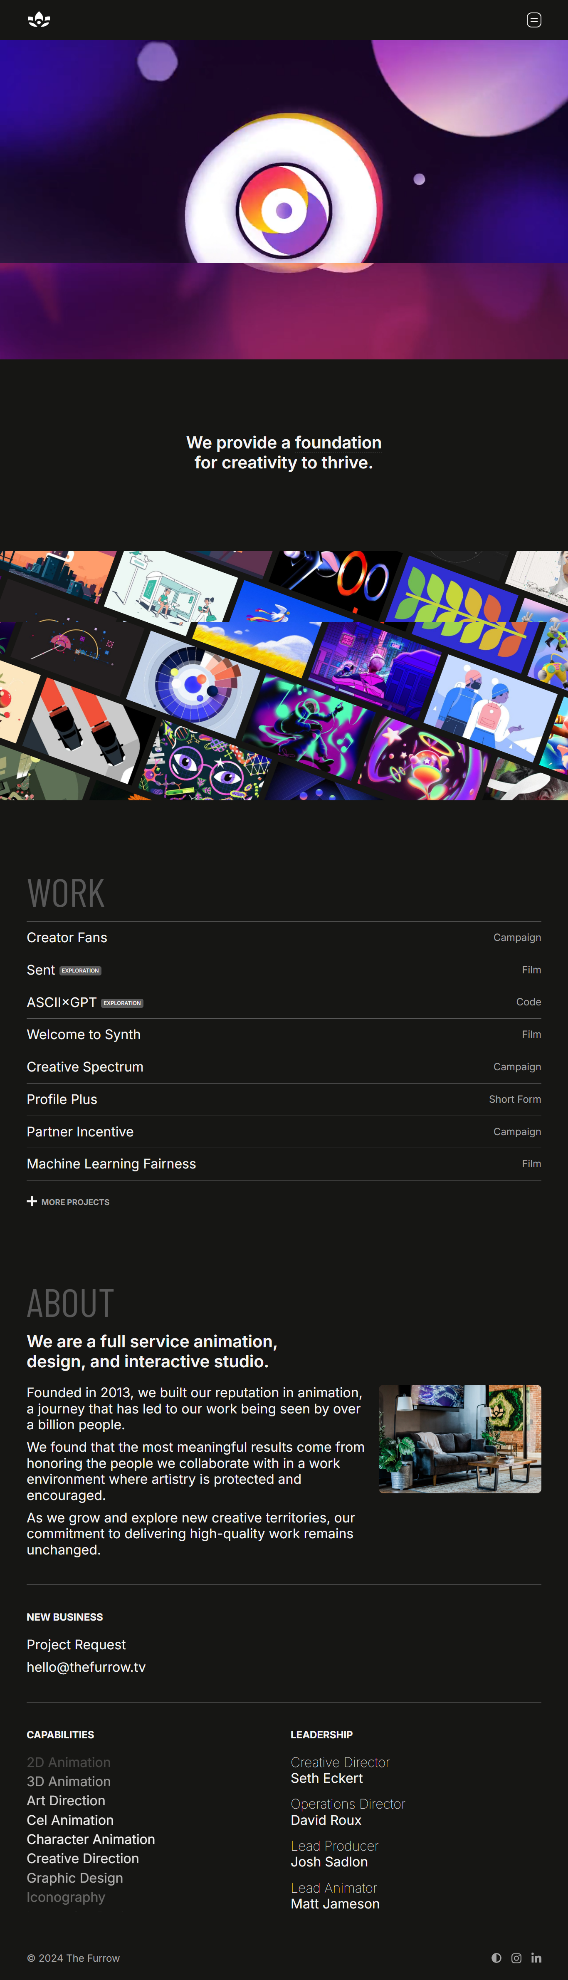 We provide a foundation
for creativity to thrive.
WORK
Creator Fans Campaign
Sent EXPLORATION Film
ASCII×GPT EXPLORATION Code
Welcome to Synth Film
Creative Spectrum Campaign
Profile Plus Short Form
Partner Incentive Campaign
Machine Learning Fairness Film
MORE PROJECTS
ABOUT
We are a full service animation,
design, and interactive studio.
Founded in 2013, we built our reputation in animation,
a journey that has led to our work being seen by over
a billion people.
We found that the most meaningful results come from
honoring the people we collaborate with in a work
environment where artistry is protected and
encouraged.
As we grow and explore new creative territories, our
commitment to delivering high-quality work remains
unchanged.
NEW BUSINESS
Project Request
hello@thefurrow.tv
CAPABILITIES
2D Animation
3D Animation
Art Direction
Cel Animation
Character Animation
Creative Direction
Graphic Design
Iconography
LEADERSHIP
Creative Director
Seth Eckert
Operations Director
David Roux
Lead Producer
Josh Sadlon
Lead Animator
Matt Jameson
© 2024 The Furrow